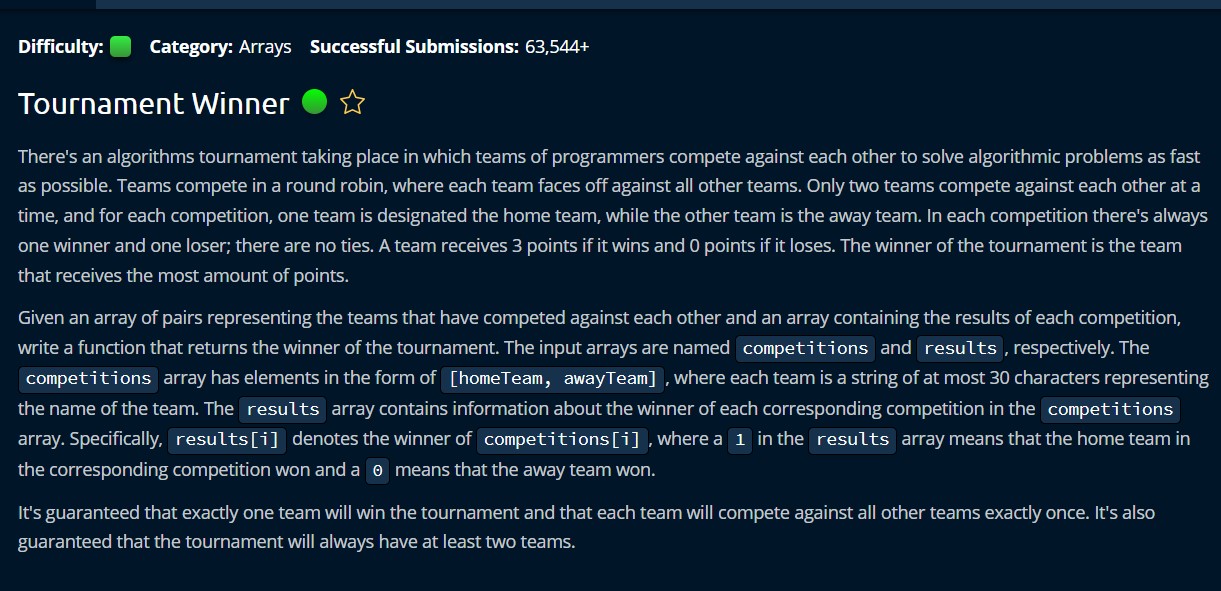 Difficulty: Category: Arrays Successful Submissions: 63,544+
Tournament Winner
There's an algorithms tournament taking place in which teams of programmers compete against each other to solve algorithmic problems as fast
as possible. Teams compete in a round robin, where each team faces off against all other teams. Only two teams compete against each other at a
time, and for each competition, one team is designated the home team, while the other team is the away team. In each competition there's always
one winner and one loser; there are no ties. A team receives 3 points if it wins and 0 points if it loses. The winner of the tournament is the team
that receives the most amount of points.
Given an array of pairs representing the teams that have competed against each other and an array containing the results of each competition,
write a function that returns the winner of the tournament. The input arrays are named competitions and results, respectively. The
competitions array has elements in the form of [homeTeam, awayTeam], where each team is a string of at most 30 characters representing
the name of the team. The results array contains information about the winner of each corresponding competition in the competitions
array. Specifically, results[i] denotes the winner of competitions[i], where a 1 in the results array means that the home team in
the corresponding competition won and a 0 means that the away team won.
It's guaranteed that exactly one team will win the tournament and that each team will compete against all other teams exactly once. It's also
guaranteed that the tournament will always have at least two teams.